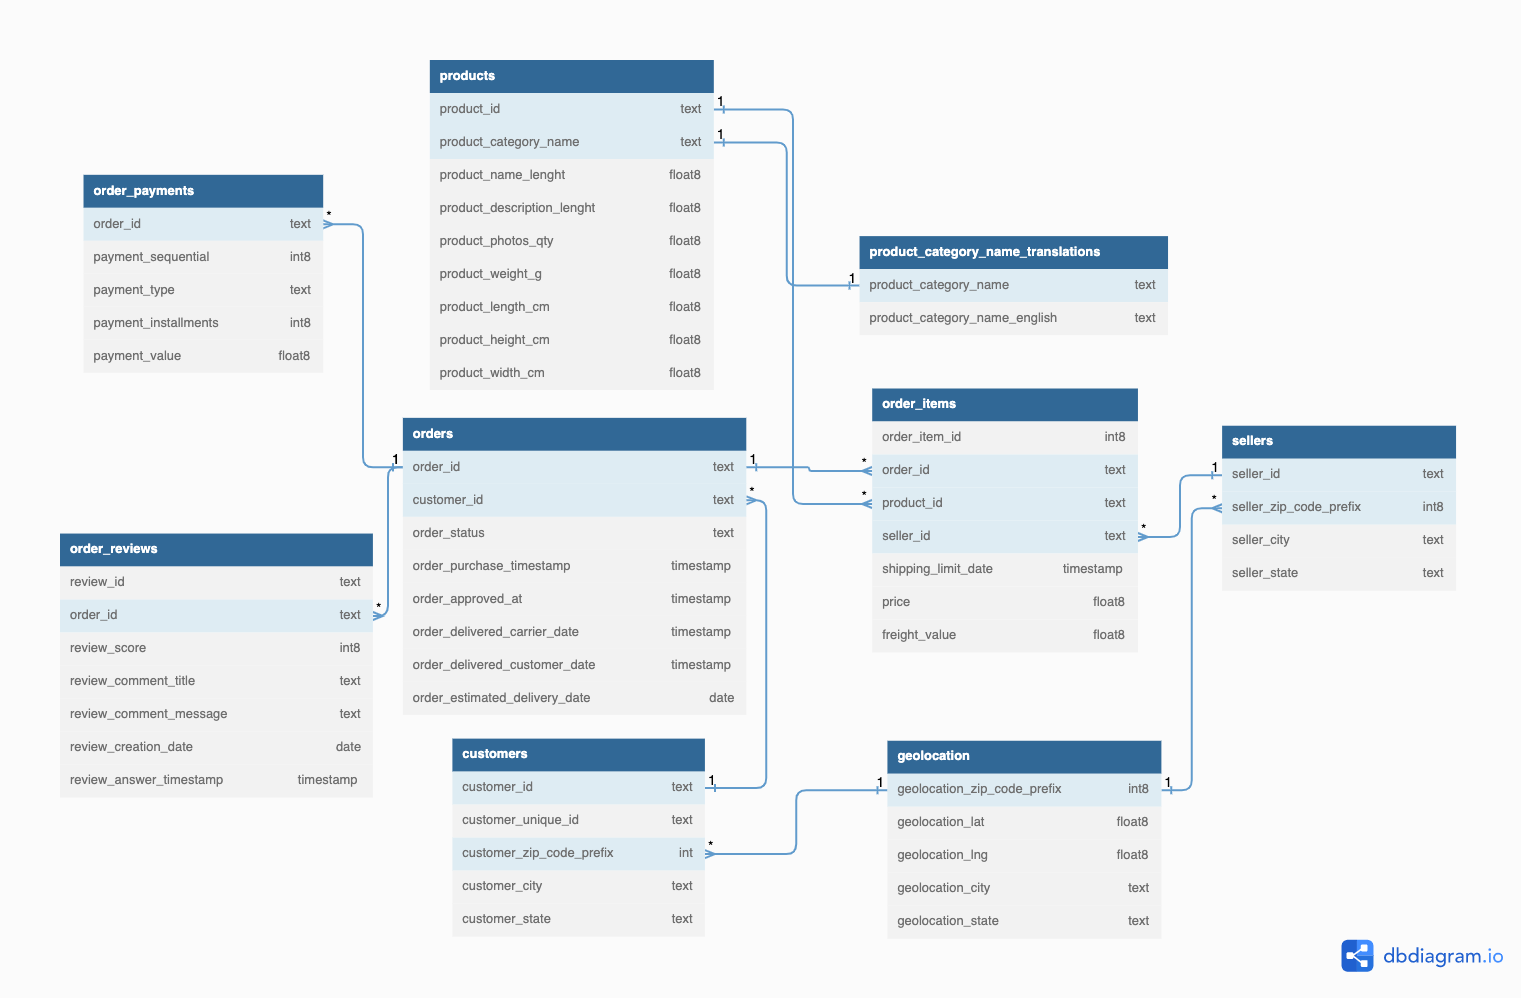 products
product_id text
product_category_name text
product_name_lenght float8
product_description_lenght float8
product_photos_qty float8
product_weight_g float8
product_length_cm float8
product_height_cm float8
product_width_cm float8
1
1
order_payments
order_id text
payment_sequential int8
payment_type text
payment_installments int8
payment_value float8
*
product_category_name_translations
product_category_name text
product_category_name_english text
1
orders
order_id text
customer_id text
order_status text
order_purchase_timestamp timestamp
order_approved_at timestamp
order_delivered_carrier_date timestamp
order_delivered_customer_date timestamp
order_estimated_delivery_date date
1
1
*
order_items
order_item_id int8
order_id text
product_id text
seller_id text
shipping_limit_date timestamp
price float8
freight_value float8
*
*
*
sellers
seller_id text
seller_zip_code_prefix int8
seller_city text
seller_state text
1
*
order_reviews
review_id text
order_id text
review_score int8
review_comment_title text
review_comment_message text
review_creation_date date
review_answer_timestamp timestamp
*
customers
customer_id text
customer_unique_id text
customer_zip_code_prefix int
customer_city text
customer_state text
1
*
geolocation
geolocation_zip_code_prefix int8
geolocation_lat float8
geolocation_lng float8
geolocation_city text
geolocation_state text
1
1
dbdiagram.io